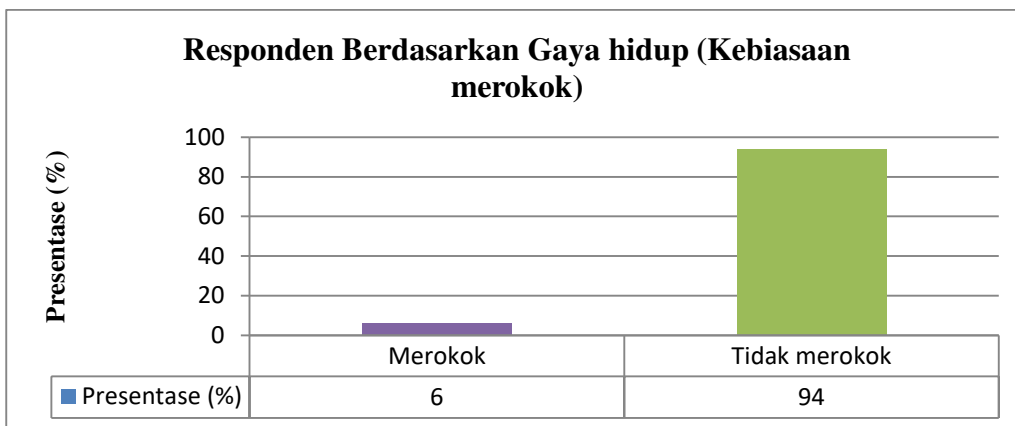 Responden Berdasarkan Gaya hidup (Kebiasaan
merokok)
Presentase (%)
100
80
60
40
20
0
Merokok Tidak merokok
Presentase (%) 6 94